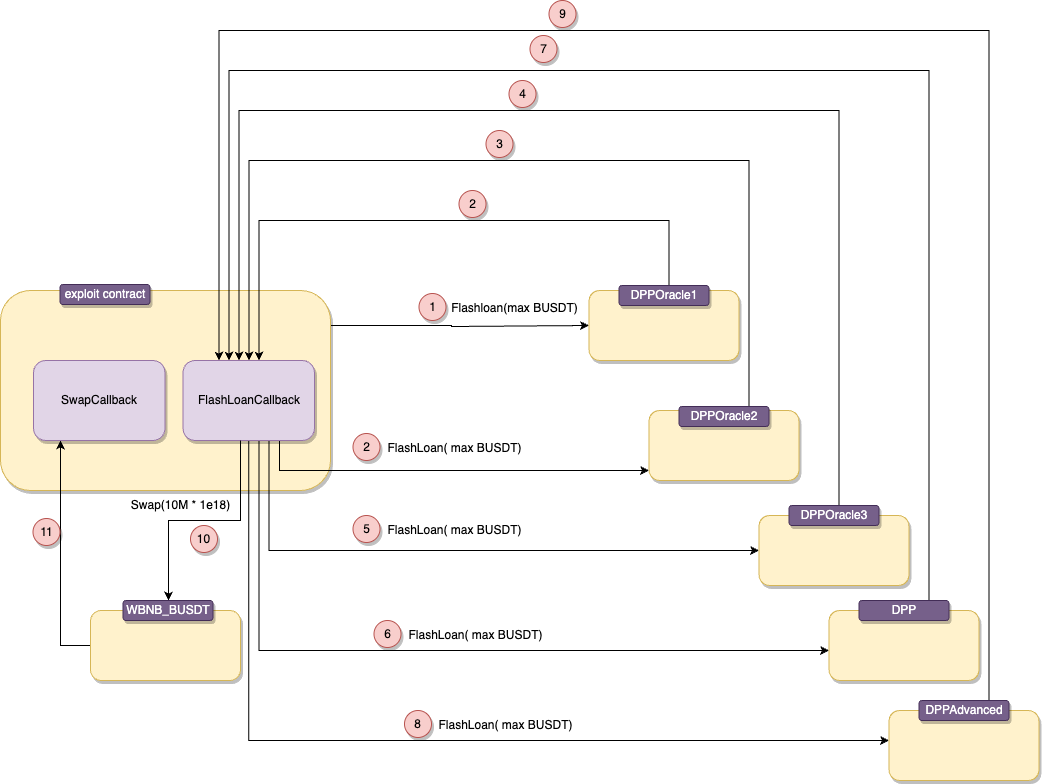 9
7
4
3
2
exploit contract
DPPOracle1
1
Flashloan(max BUSDT)
SwapCallback
FlashLoanCallback
DPPOracle2
2
FlashLoan( max BUSDT)
Swap(10M * 1e18)
DPPOracle3
11
10
5
FlashLoan( max BUSDT)
WBNB_BUSDT
DPP
6
FlashLoan( max BUSDT)
DPPAdvanced
8
FlashLoan( max BUSDT)